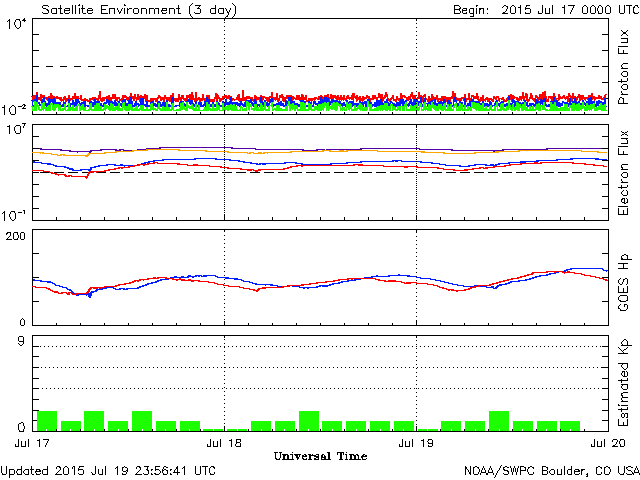 Satellite Environment (3 day) Begin: 2015 Jul 17 0000 UTC
10⁴
Proton Flux
10⁻²
10⁷
Electron Flux
10⁻¹
200
GOES Hp
0
9
Estimated Kp
0
Jul 17 Jul 18 Jul 19 Jul 20
Universal Time
Updated 2015 Jul 19 23:56:41 UTC NOAA/SWPC Boulder, CO USA